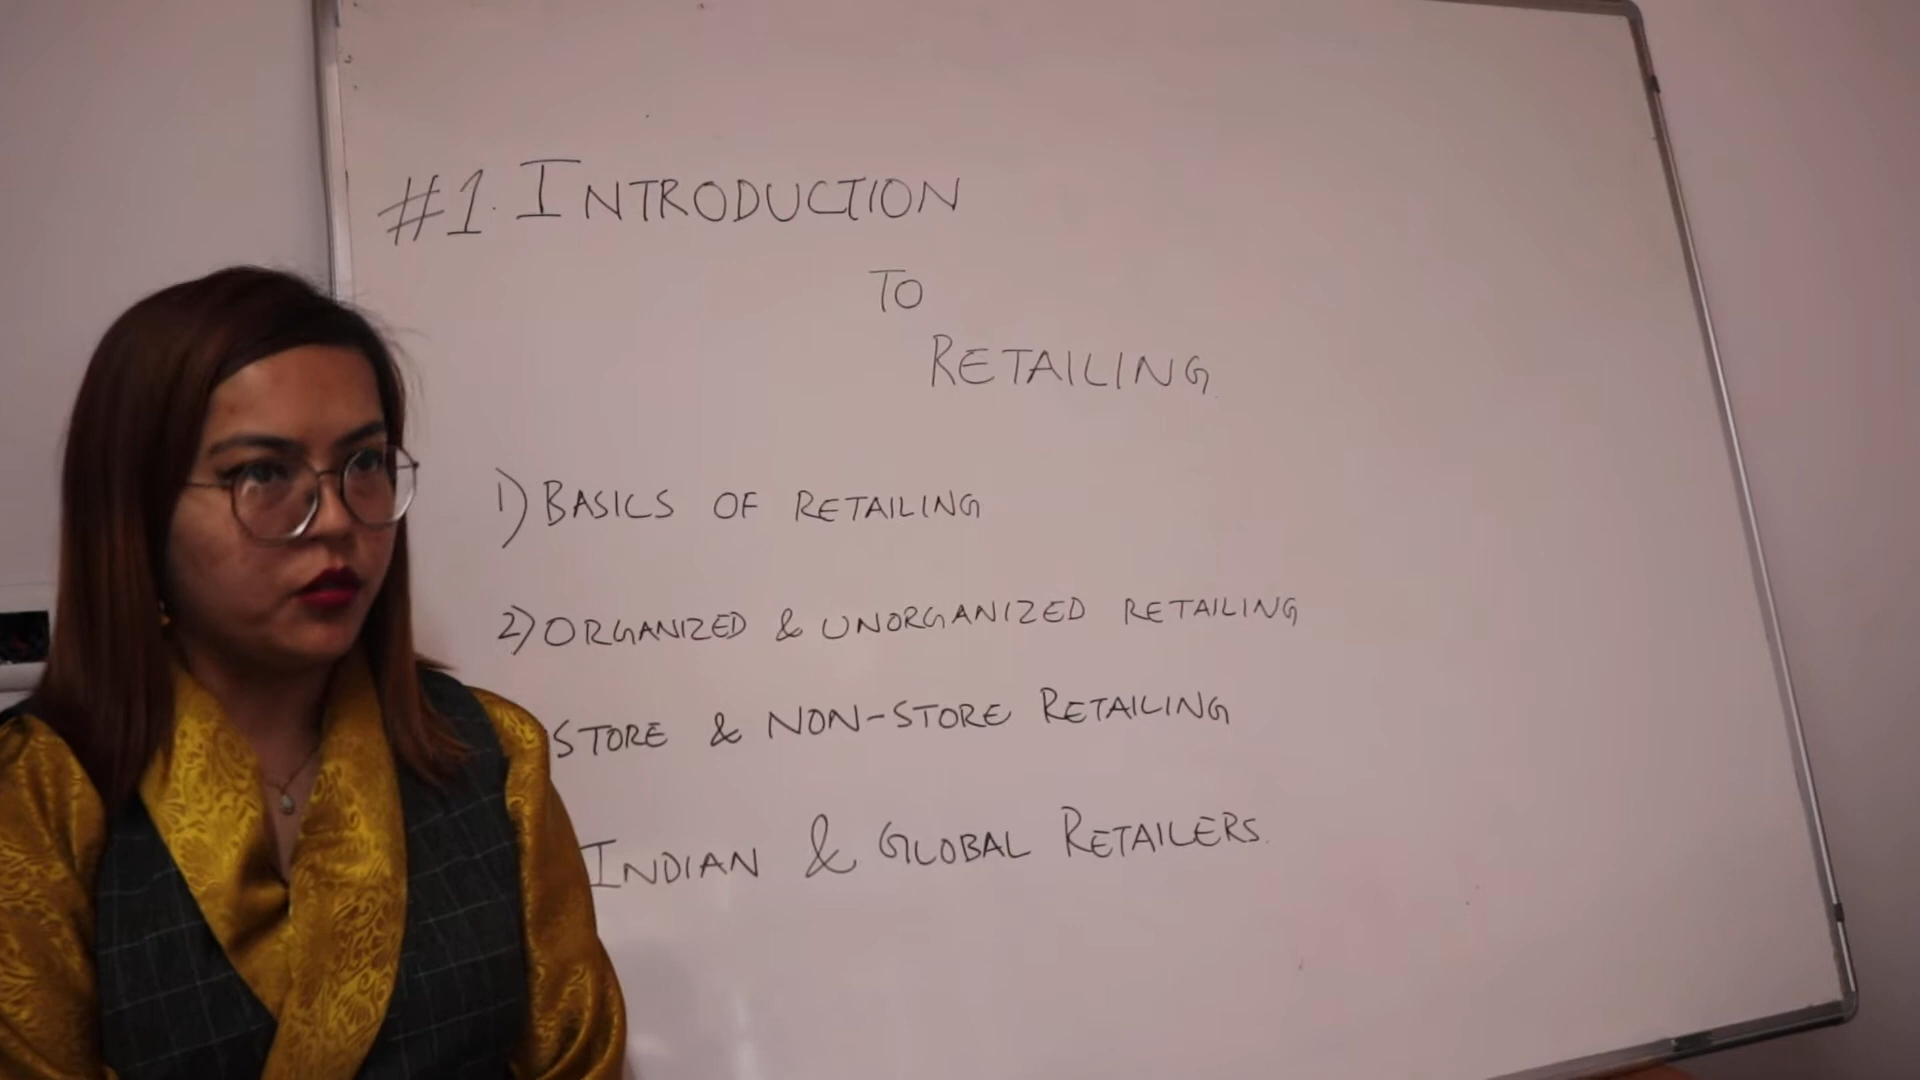 #1. INTRODUCTION
TO
RETAILING
1) BASICS OF RETAILING
2) ORGANIZED & UNORGANIZED RETAILING
STORE & NON-STORE RETAILING
INDIAN & GLOBAL RETAILERS.